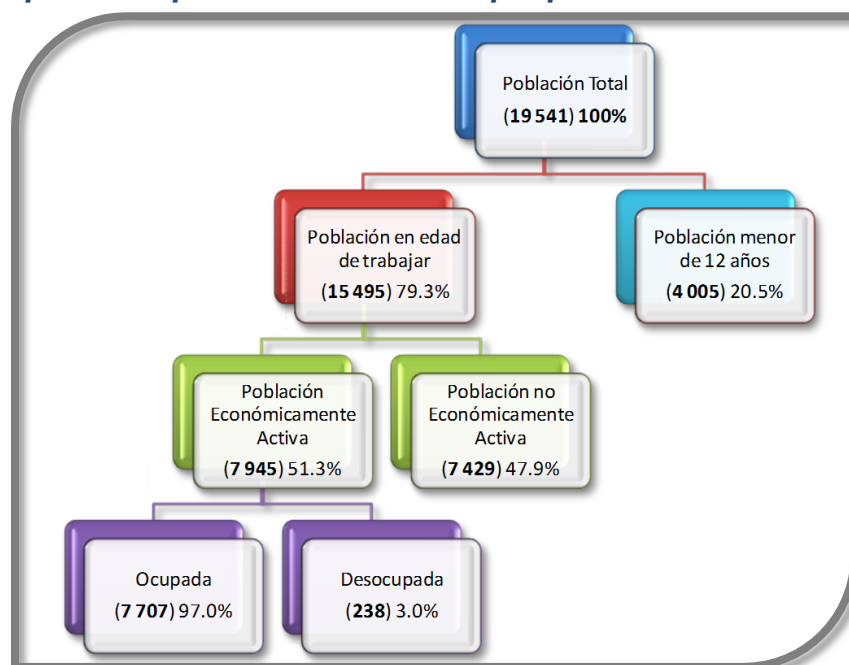 Población Total
(19 541) 100%
Población en edad
de trabajar
(15 495) 79.3%
Población menor
de 12 años
(4 005) 20.5%
Población
Económicamente
Activa
(7 945) 51.3%
Población no
Económicamente
Activa
(7 429) 47.9%
Ocupada
(7 707) 97.0%
Desocupada
(238) 3.0%